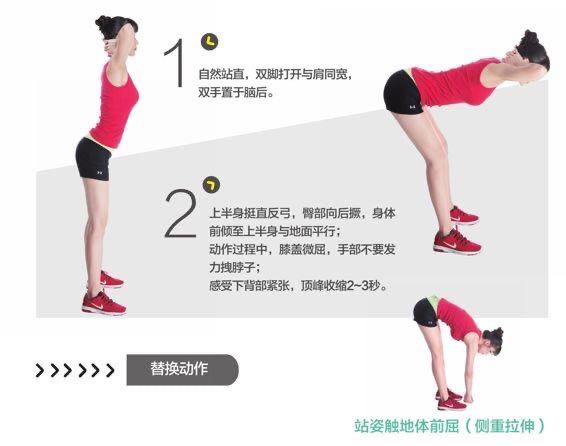 1
自然站直，双脚打开与肩同宽，
双手置于脑后。
2
上半身挺直反弓，臀部向后撅，身体
前倾至上半身与地面平行；
动作过程中，膝盖微屈，手部不要发
力拽脖子；
感受下背部紧张，顶峰收缩2~3秒。
替换动作
站姿触地体前屈（侧重拉伸）